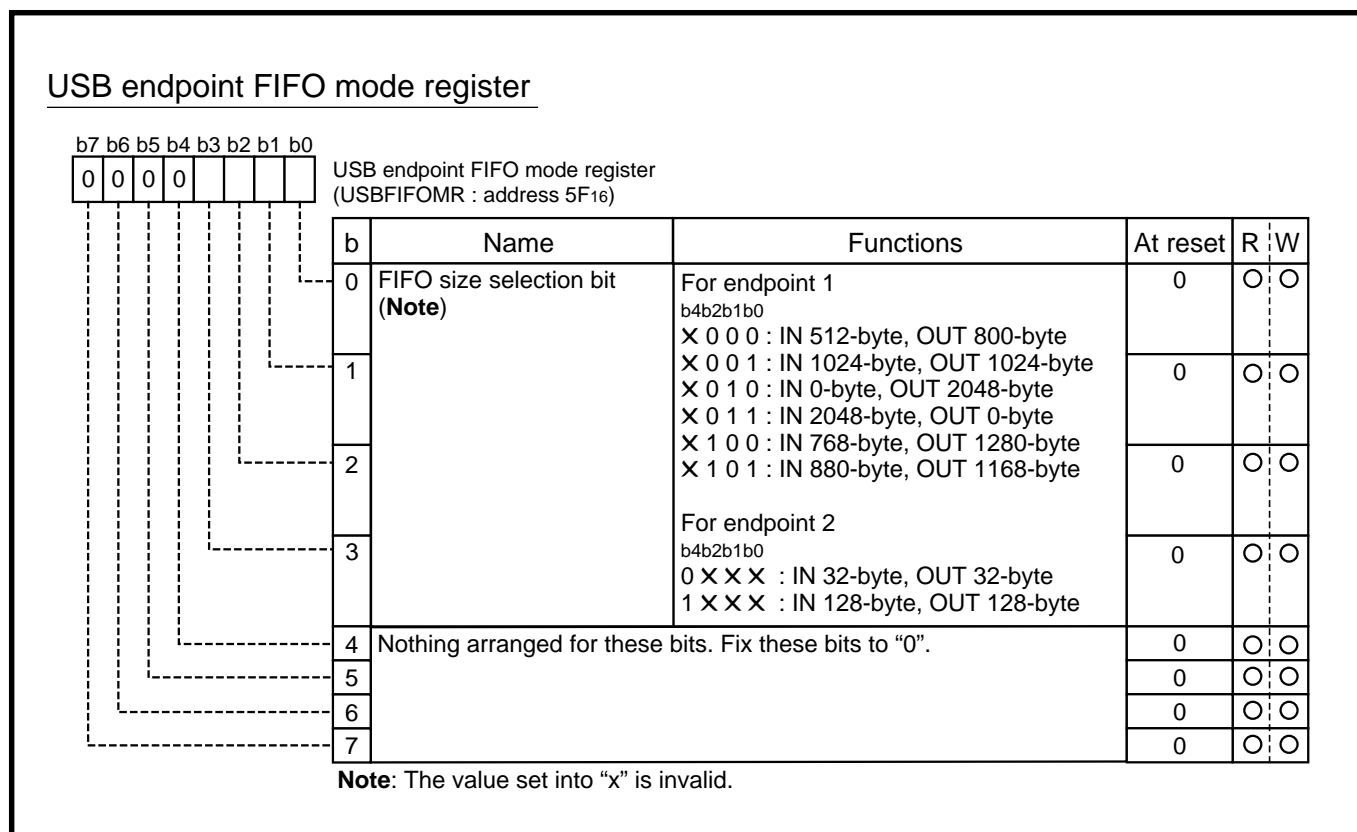 USB endpoint FIFO mode register
b7 b6 b5 b4 b3 b2 b1 b0
0 0 0 0
USB endpoint FIFO mode register
(USBFIFOMR : address 5F16)
b Name Functions At reset R W
0 FIFO size selection bit For endpoint 1 0 ○ ○
(Note) b4b2b1b0
✕ 0 0 0 : IN 512-byte, OUT 800-byte
1 ✕ 0 0 1 : IN 1024-byte, OUT 1024-byte 0 ○ ○
✕ 0 1 0 : IN 0-byte, OUT 2048-byte
✕ 0 1 1 : IN 2048-byte, OUT 0-byte
✕ 1 0 0 : IN 768-byte, OUT 1280-byte
2 ✕ 1 0 1 : IN 880-byte, OUT 1168-byte 0 ○ ○
For endpoint 2
3 b4b2b1b0 0 ○ ○
0 ✕ ✕ ✕ : IN 32-byte, OUT 32-byte
1 ✕ ✕ ✕ : IN 128-byte, OUT 128-byte
4 Nothing arranged for these bits. Fix these bits to “0”. 0 ○ ○
5 0 ○ ○
6 0 ○ ○
7 0 ○ ○
Note: The value set into “x” is invalid.